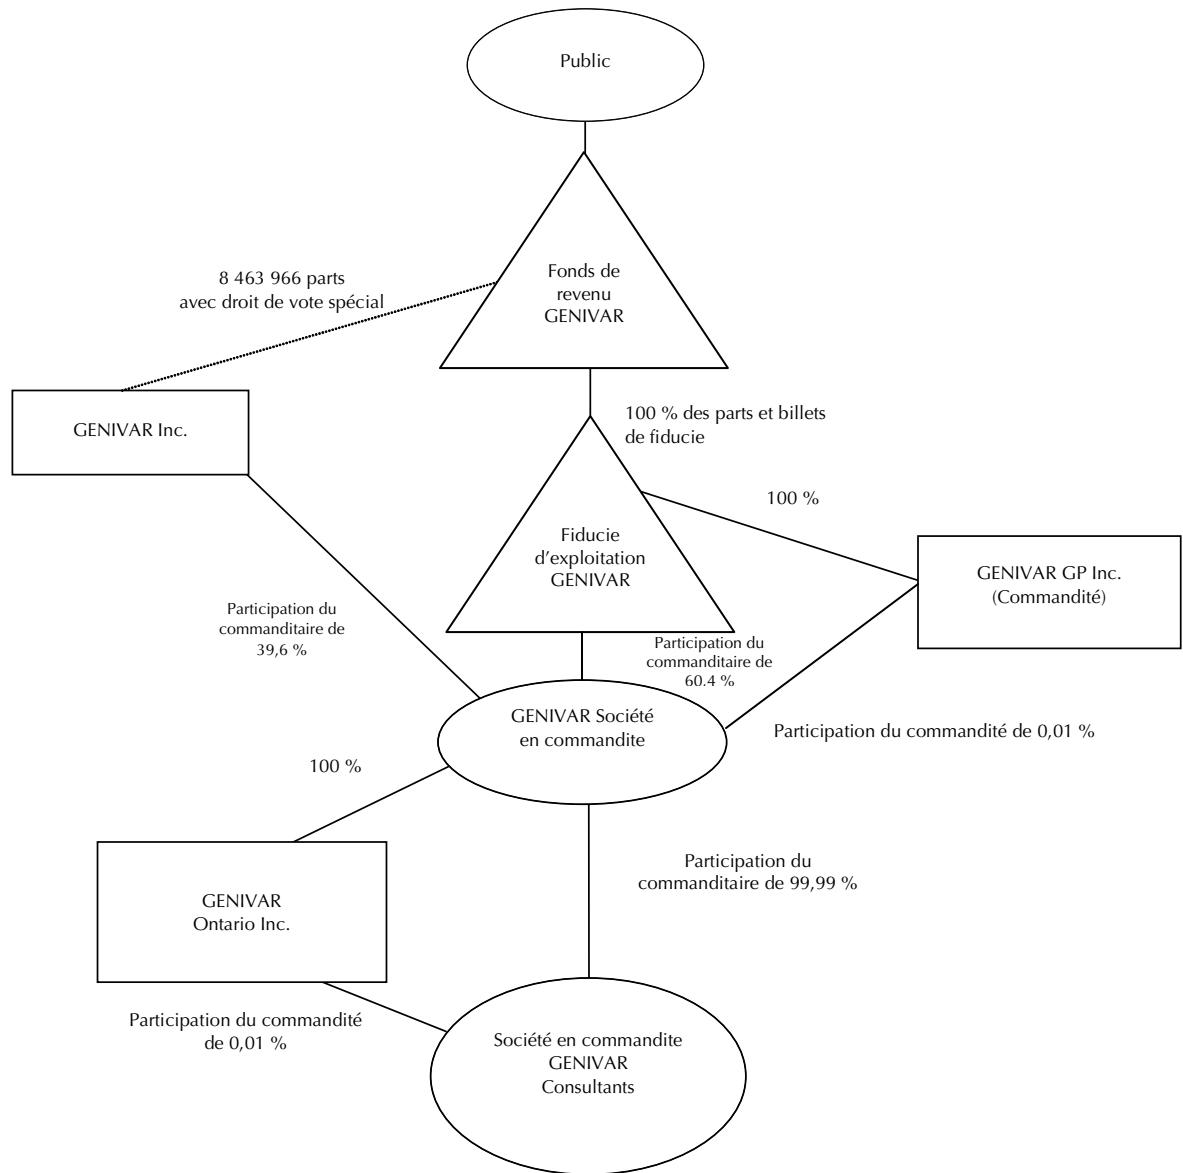 Public
8 463 966 parts
avec droit de vote spécial
Fonds de
revenu
GENIVAR
GENIVAR Inc.
100 % des parts et billets
de fiducie
100 %
Fiducie
d'exploitation
GENIVAR
GENIVAR GP Inc.
(Commandité)
Participation du
commanditaire de
39,6 %
Participation du
commanditaire de
60.4 %
GENIVAR Société
en commandite
Participation du commandité de 0,01 %
100 %
Participation du
commanditaire de 99,99 %
GENIVAR
Ontario Inc.
Participation du commandité
de 0,01 %
Société en commandite
GENIVAR
Consultants